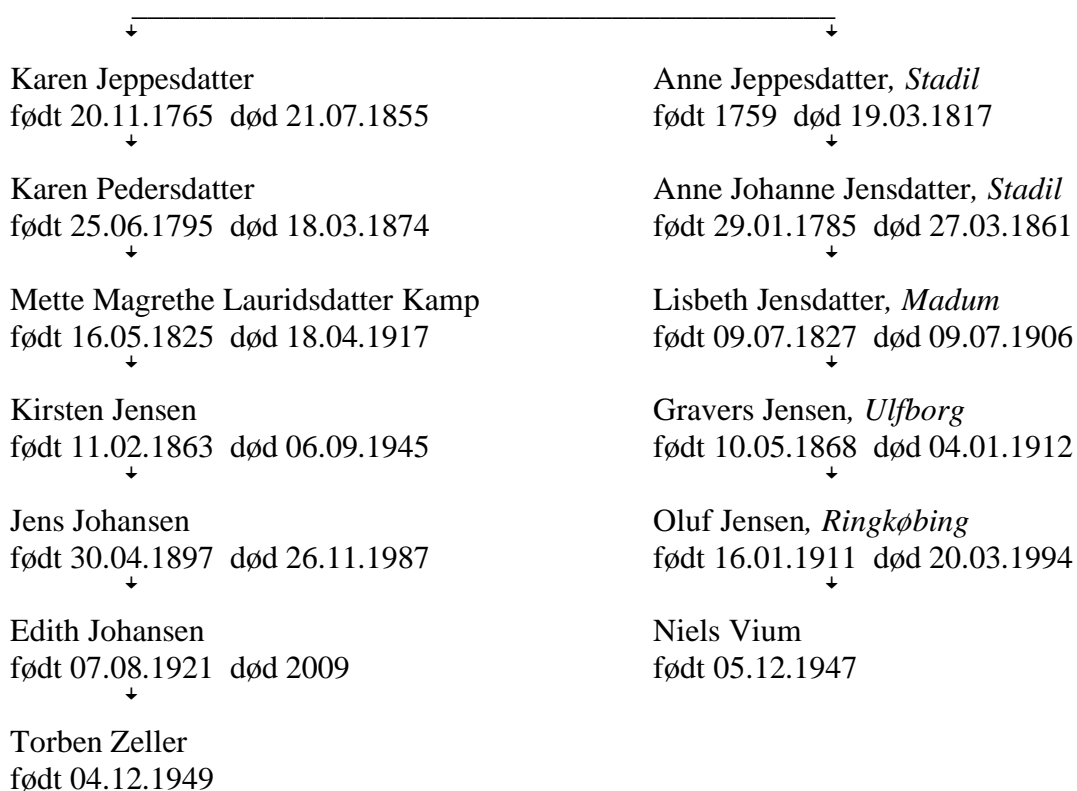 Karen Jeppesdatter
født 20.11.1765 død 21.07.1855
Karen Pedersdatter
født 25.06.1795 død 18.03.1874
Mette Magrethe Lauridsdatter Kamp
født 16.05.1825 død 18.04.1917
Kirsten Jensen
født 11.02.1863 død 06.09.1945
Jens Johansen
født 30.04.1897 død 26.11.1987
Edith Johansen
født 07.08.1921 død 2009
Torben Zeller
født 04.12.1949
Anne Jeppesdatter, Stadil
født 1759 død 19.03.1817
Anne Johanne Jensdatter, Stadil
født 29.01.1785 død 27.03.1861
Lisbeth Jensdatter, Madum
født 09.07.1827 død 09.07.1906
Gravers Jensen, Ulfborg
født 10.05.1868 død 04.01.1912
Oluf Jensen, Ringkøbing
født 16.01.1911 død 20.03.1994
Niels Vium
født 05.12.1947